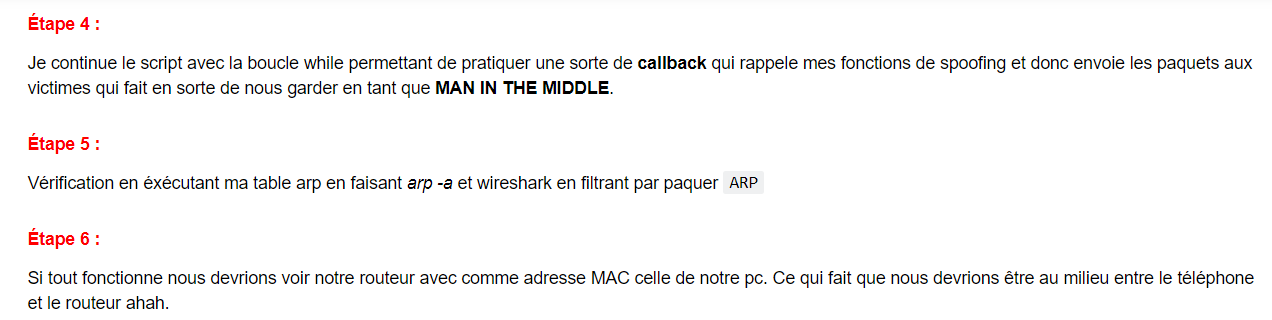 Étape 4 :
Je continue le script avec la boucle while permettant de pratiquer une sorte de callback qui rappele mes fonctions de spoofing et donc envoie les paquets aux
victimes qui fait en sorte de nous garder en tant que MAN IN THE MIDDLE.
Étape 5 :
Vérification en éxécutant ma table arp en faisant arp -a et wireshark en filtrant par paquer ARP
Étape 6 :
Si tout fonctionne nous devrions voir notre routeur avec comme adresse MAC celle de notre pc. Ce qui fait que nous devrions être au milieu entre le téléphone
et le routeur ahah.